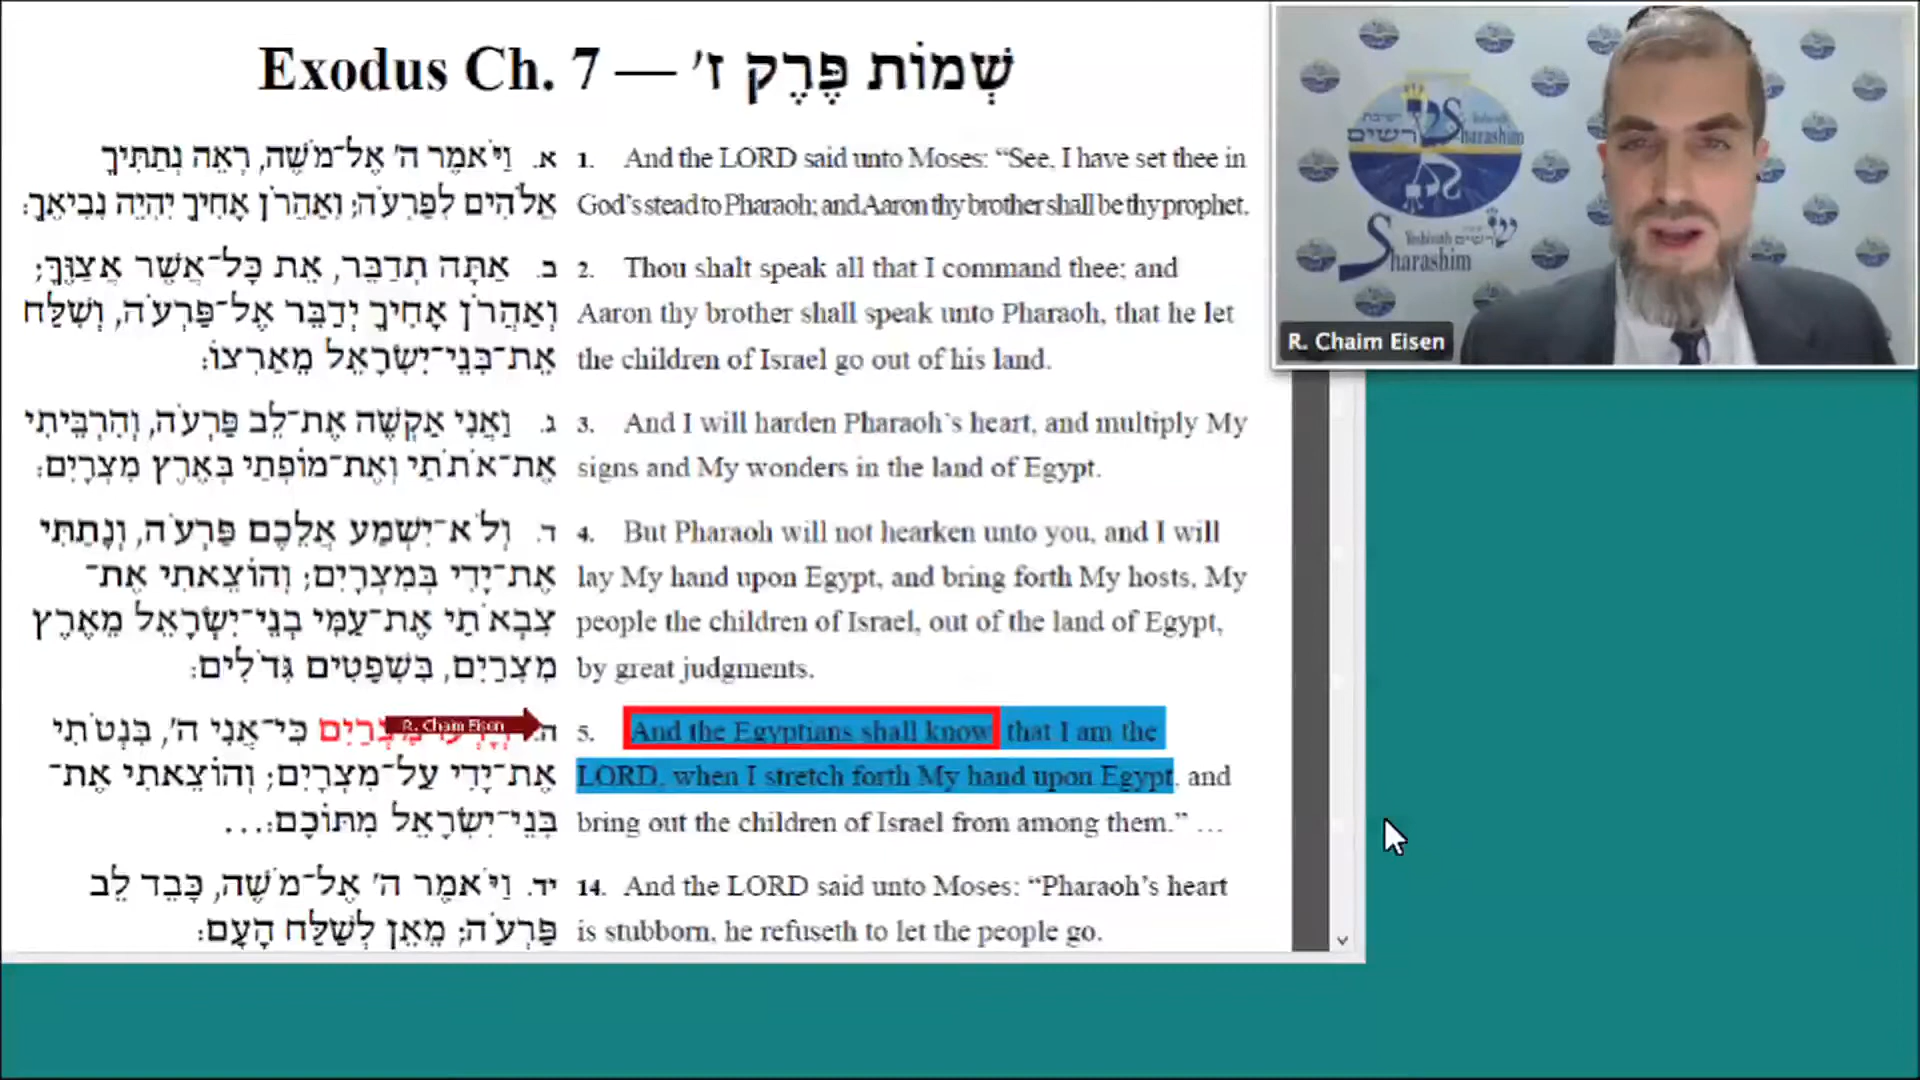 Exodus Ch. 7 — שְׁמוֹת פֶּרֶק ז׳
א. וַיֹּאמֶר ה׳ אֶל־מֹשֶׁה, רְאֵה נְתַתִּיךָ
אֱלֹהִים לְפַרְעֹה; וְאַהֲרֹן אָחִיךָ יִהְיֶה נְבִיאֶךָ:
1. And the LORD said unto Moses: “See, I have set thee in
God’s stead to Pharaoh; and Aaron thy brother shall be thy prophet.
ב. אַתָּה תְדַבֵּר, אֵת כָּל־אֲשֶׁר אֲצַוֶּךָּ;
וְאַהֲרֹן אָחִיךָ יְדַבֵּר אֶל־פַּרְעֹה, וְשִׁלַּח
אֶת־בְּנֵי־יִשְׂרָאֵל מֵאַרְצוֹ:
2. Thou shalt speak all that I command thee; and
Aaron thy brother shall speak unto Pharaoh, that he let
the children of Israel go out of his land.
ג. וַאֲנִי אַקְשֶׁה אֶת־לֵב פַּרְעֹה, וְהִרְבֵּיתִי
אֶת־אֹתֹתַי וְאֶת־מוֹפְתַי בְּאֶרֶץ מִצְרָיִם:
3. And I will harden Pharaoh’s heart, and multiply My
signs and My wonders in the land of Egypt.
ד. וְלֹא־יִשְׁמַע אֲלֵכֶם פַּרְעֹה, וְנָתַתִּי
אֶת־יָדִי בְּמִצְרָיִם; וְהוֹצֵאתִי אֶת־
צִבְאֹתַי אֶת־עַמִּי בְנֵי־יִשְׂרָאֵל מֵאֶרֶץ
מִצְרַיִם, בִּשְׁפָטִים גְּדֹלִים:
4. But Pharaoh will not hearken unto you, and I will
lay My hand upon Egypt, and bring forth My hosts, My
people the children of Israel, out of the land of Egypt,
by great judgments.
ה. כִּי־אֲנִי ה׳, בִּנְטֹתִי
אֶת־יָדִי עַל־מִצְרָיִם; וְהוֹצֵאתִי אֶת־
בְּנֵי־יִשְׂרָאֵל מִתּוֹכָם:...
R. Chaim Eisen
5. And the Egyptians shall know that I am the
LORD, when I stretch forth My hand upon Egypt, and
bring out the children of Israel from among them.” ...
יד. וַיֹּאמֶר ה׳ אֶל־מֹשֶׁה, כָּבֵד לֵב
פַּרְעֹה; מֵאֵן לְשַׁלַּח הָעָם:
14. And the LORD said unto Moses: “Pharaoh’s heart
is stubborn, he refuseth to let the people go.
ישיבת
שרשים
Yeshivath
Sharashim
Yeshivath
Sharashim
R. Chaim Eisen